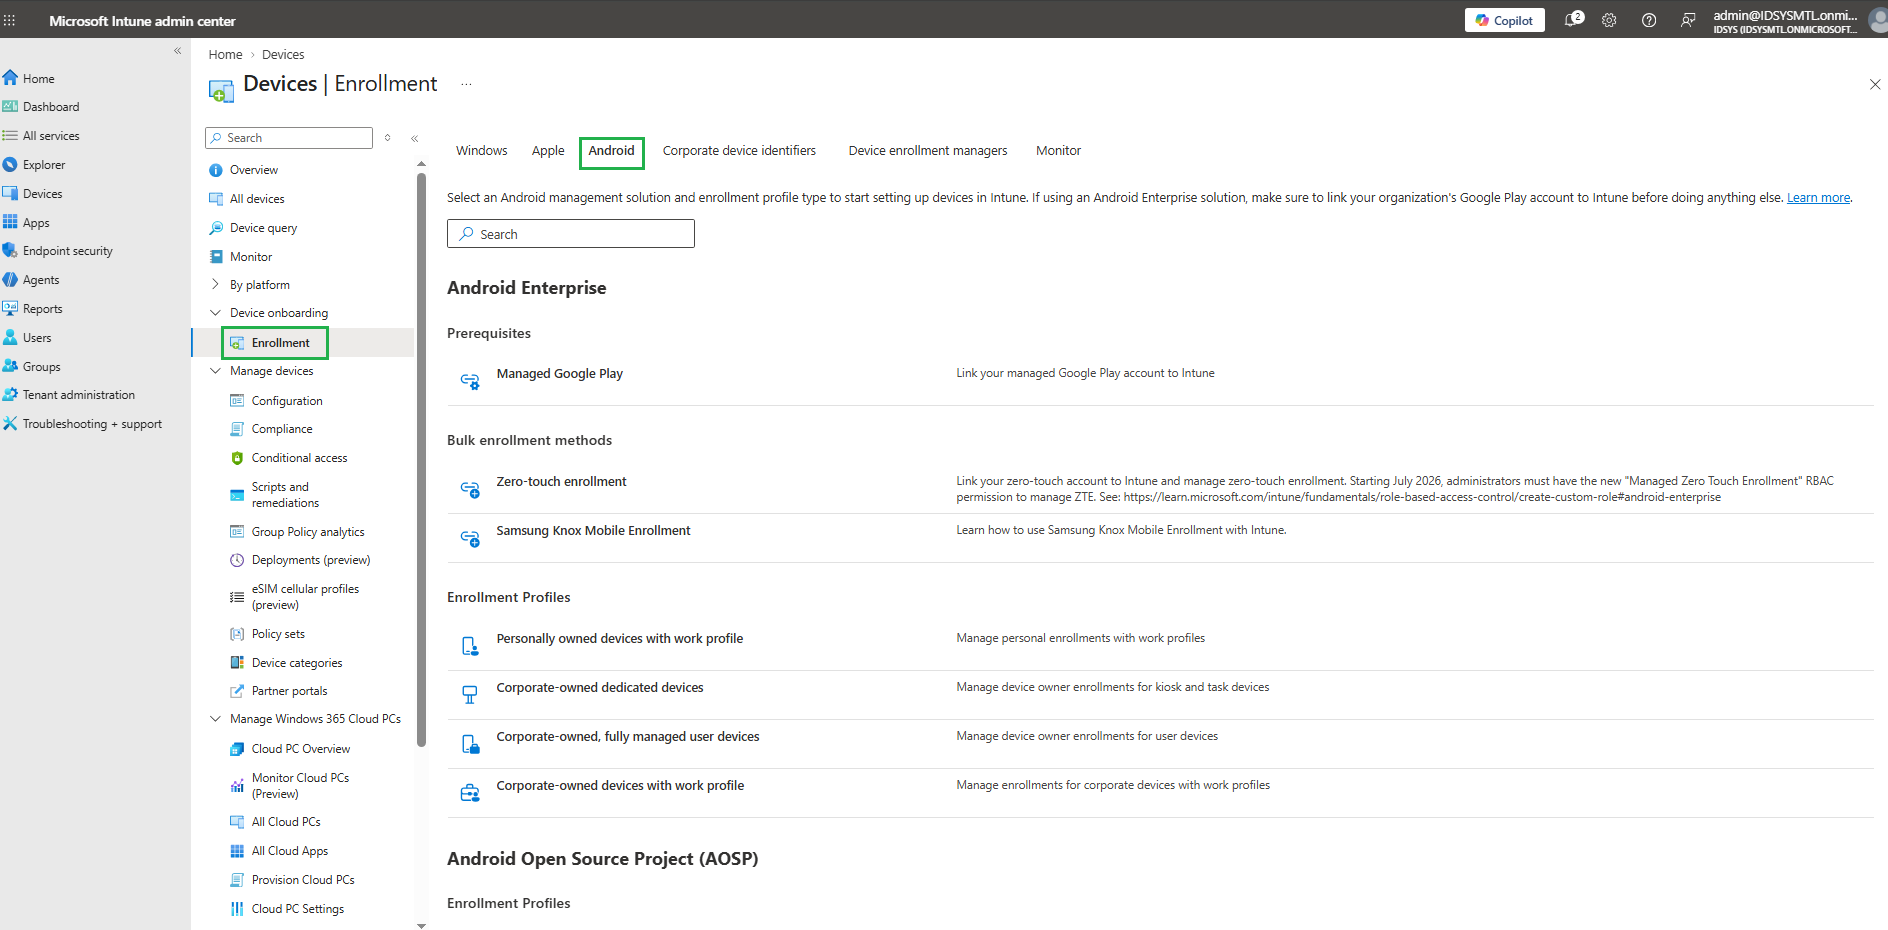 Microsoft Intune admin center
Copilot
2
admin@IDSYSMTL.onmi...
IDSYS (IDSYSMTL.ONMICROSOFT...
«
Home
Dashboard
All services
Explorer
Devices
Apps
Endpoint security
Agents
Reports
Users
Groups
Tenant administration
Troubleshooting + support
Home > Devices
Devices | Enrollment ...
Search
«
Overview
All devices
Device query
Monitor
By platform
Device onboarding
Enrollment
Manage devices
Configuration
Compliance
Conditional access
Scripts and
remediations
Group Policy analytics
Deployments (preview)
eSIM cellular profiles
(preview)
Policy sets
Device categories
Partner portals
Manage Windows 365 Cloud PCs
Cloud PC Overview
Monitor Cloud PCs
(Preview)
All Cloud PCs
All Cloud Apps
Provision Cloud PCs
Cloud PC Settings
Windows Apple Android Corporate device identifiers Device enrollment managers Monitor
Select an Android management solution and enrollment profile type to start setting up devices in Intune. If using an Android Enterprise solution, make sure to link your organization's Google Play account to Intune before doing anything else. Learn more.
Search
Android Enterprise
Prerequisites
Managed Google Play Link your managed Google Play account to Intune
Bulk enrollment methods
Zero-touch enrollment Link your zero-touch account to Intune and manage zero-touch enrollment. Starting July 2026, administrators must have the new "Managed Zero Touch Enrollment" RBAC
permission to manage ZTE. See: https://learn.microsoft.com/intune/fundamentals/role-based-access-control/create-custom-role#android-enterprise
Samsung Knox Mobile Enrollment Learn how to use Samsung Knox Mobile Enrollment with Intune.
Enrollment Profiles
Personally owned devices with work profile Manage personal enrollments with work profiles
Corporate-owned dedicated devices Manage device owner enrollments for kiosk and task devices
Corporate-owned, fully managed user devices Manage device owner enrollments for user devices
Corporate-owned devices with work profile Manage enrollments for corporate devices with work profiles
Android Open Source Project (AOSP)
Enrollment Profiles